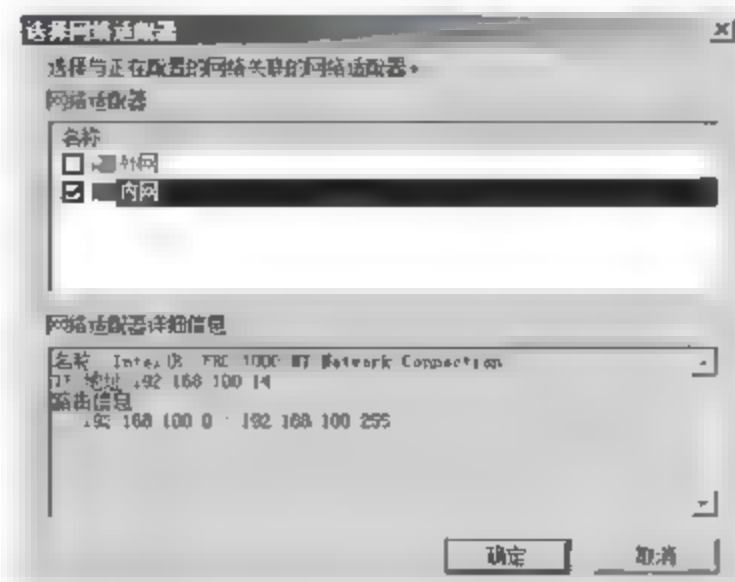 选择网络适配器
选择与正在配置的网络关联的网络适配器。
网络适配器
名称
外网
内网
网络适配器详细信息
名称 Intel(R) PRO 1000 MT Network Connection
IP 地址 192 168 100 14
路由信息
192 168 100 0 - 192 168 100 255
确定
取消